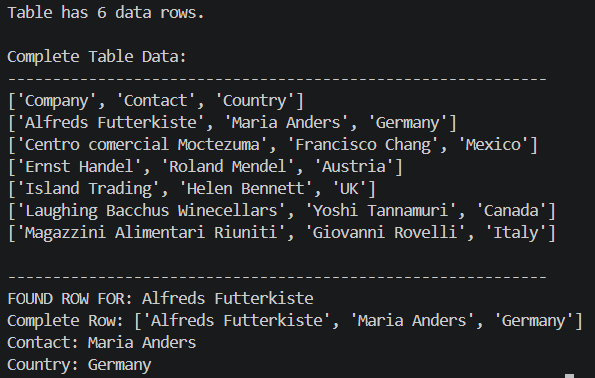 Table has 6 data rows.
Complete Table Data:
------------------------------------------------------------
['Company', 'Contact', 'Country']
['Alfreds Futterkiste', 'Maria Anders', 'Germany']
['Centro comercial Moctezuma', 'Francisco Chang', 'Mexico']
['Ernst Handel', 'Roland Mendel', 'Austria']
['Island Trading', 'Helen Bennett', 'UK']
['Laughing Bacchus Winecellars', 'Yoshi Tannamuri', 'Canada']
['Magazzini Alimentari Riuniti', 'Giovanni Rovelli', 'Italy']
------------------------------------------------------------
FOUND ROW FOR: Alfreds Futterkiste
Complete Row: ['Alfreds Futterkiste', 'Maria Anders', 'Germany']
Contact: Maria Anders
Country: Germany